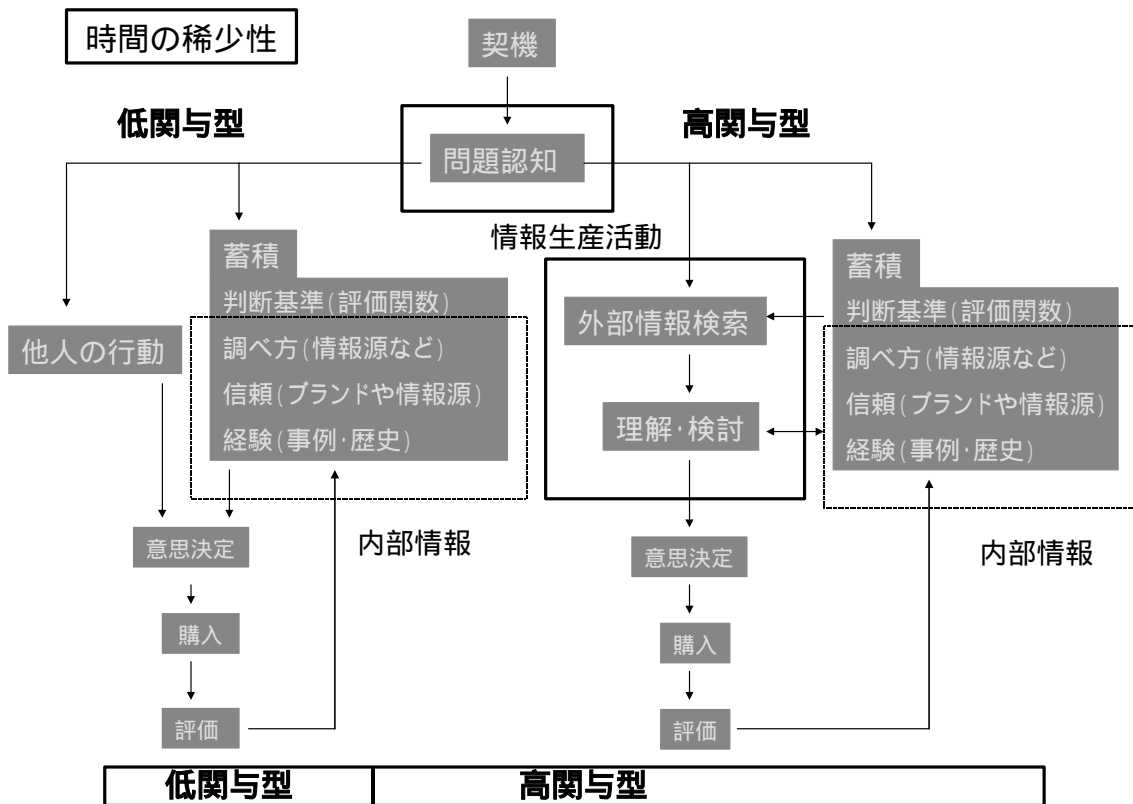 時間の稀少性
契機
低関与型
高関与型
問題認知
情報生産活動
蓄積
判断基準(評価関数)
調べ方(情報源など)
信頼(ブランドや情報源)
経験(事例･歴史)
他人の行動
外部情報検索
理解･検討
蓄積
判断基準(評価関数)
調べ方(情報源など)
信頼(ブランドや情報源)
経験(事例･歴史)
意思決定
内部情報
意思決定
内部情報
購入
購入
評価
評価
低関与型
高関与型